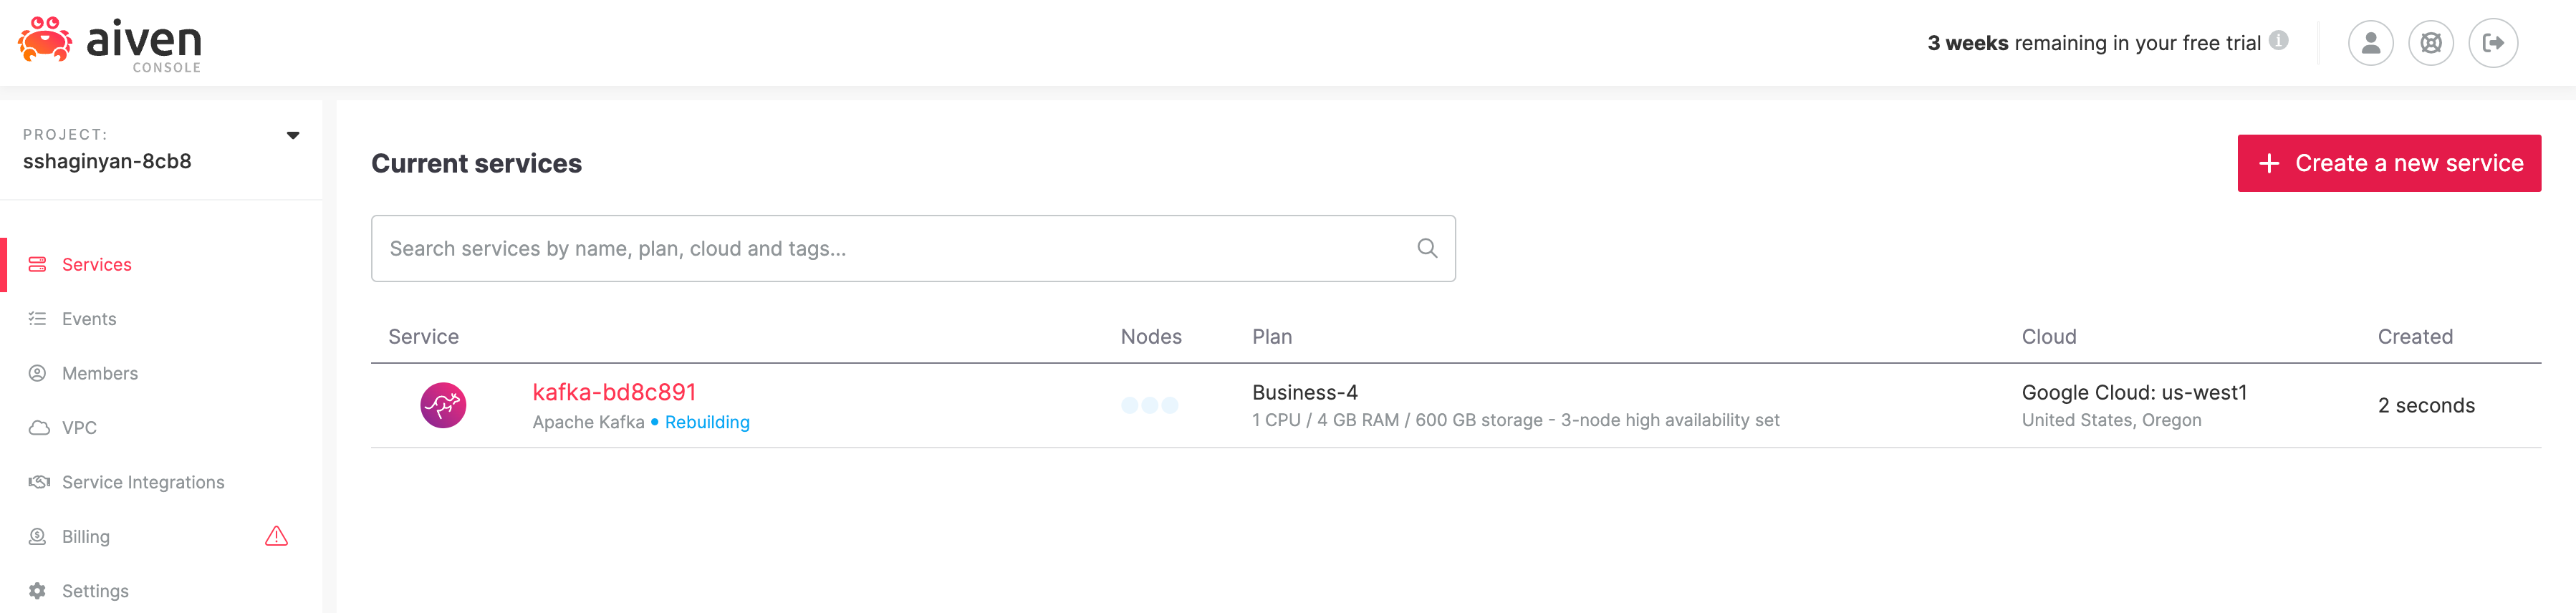 aiven
CONSOLE
3 weeks remaining in your free trial
PROJECT:
sshaginyan-8cb8
Services
Events
Members
VPC
Service Integrations
Billing
Settings
Current services
+ Create a new service
Search services by name, plan, cloud and tags...
Service Nodes Plan Cloud Created
kafka-bd8c891
Apache Kafka • Rebuilding
Business-4
1 CPU / 4 GB RAM / 600 GB storage - 3-node high availability set
Google Cloud: us-west1
United States, Oregon
2 seconds